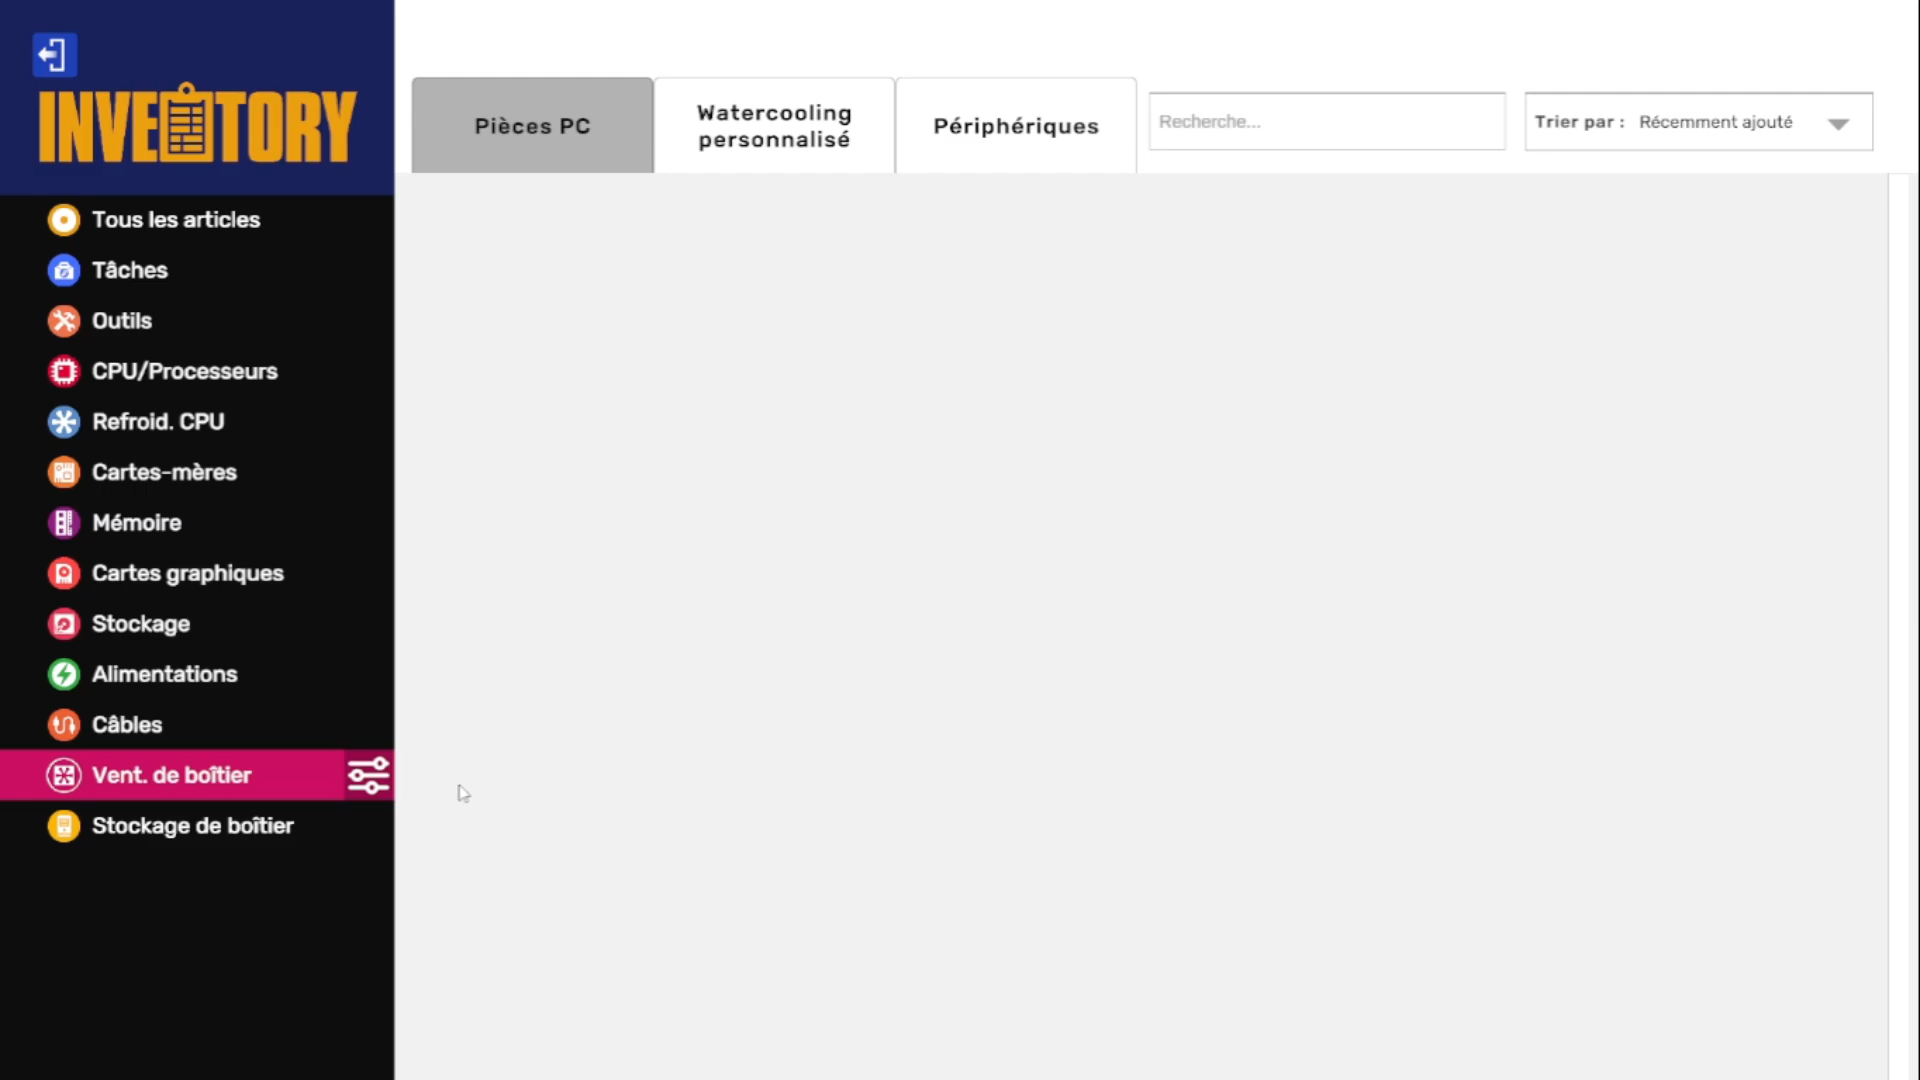 INVENTORY
Pièces PC
Watercooling
personnalisé
Périphériques
Recherche...
Trier par : Récemment ajouté
Tous les articles
Tâches
Outils
CPU/Processeurs
Refroid. CPU
Cartes-mères
Mémoire
Cartes graphiques
Stockage
Alimentations
Câbles
Vent. de boîtier
Stockage de boîtier